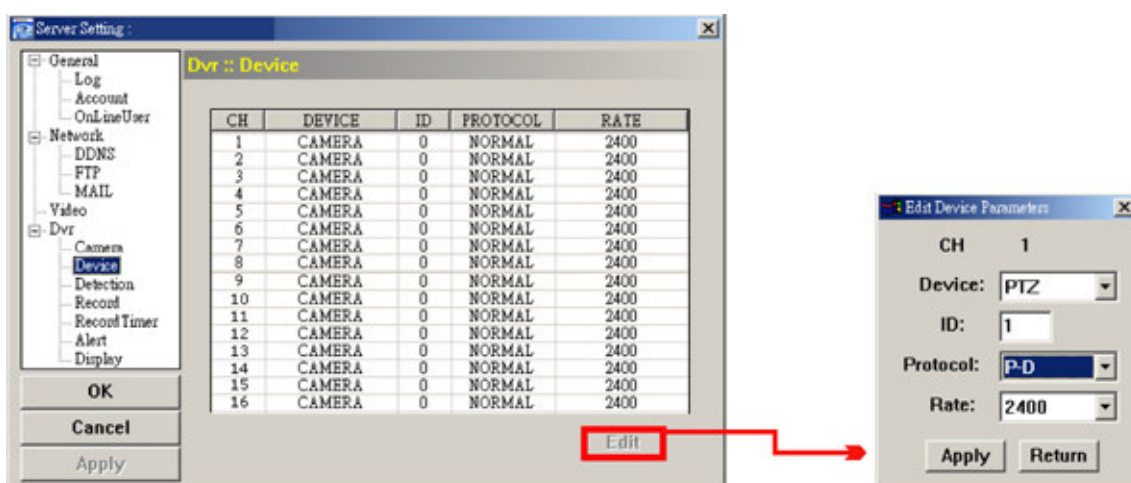 Server Setting :
General
Log
Account
OnLineUser
Network
DDNS
FTP
MAIL
Video
Dvr
Camera
Device
Detection
Record
Record Timer
Alert
Display
OK
Cancel
Apply
Dvr :: Device
CH DEVICE ID PROTOCOL RATE
1 CAMERA 0 NORMAL 2400
2 CAMERA 0 NORMAL 2400
3 CAMERA 0 NORMAL 2400
4 CAMERA 0 NORMAL 2400
5 CAMERA 0 NORMAL 2400
6 CAMERA 0 NORMAL 2400
7 CAMERA 0 NORMAL 2400
8 CAMERA 0 NORMAL 2400
9 CAMERA 0 NORMAL 2400
10 CAMERA 0 NORMAL 2400
11 CAMERA 0 NORMAL 2400
12 CAMERA 0 NORMAL 2400
13 CAMERA 0 NORMAL 2400
14 CAMERA 0 NORMAL 2400
15 CAMERA 0 NORMAL 2400
16 CAMERA 0 NORMAL 2400
Edit
Edit Device Parameters
CH 1
Device: PTZ
ID: 1
Protocol: P-D
Rate: 2400
Apply Return